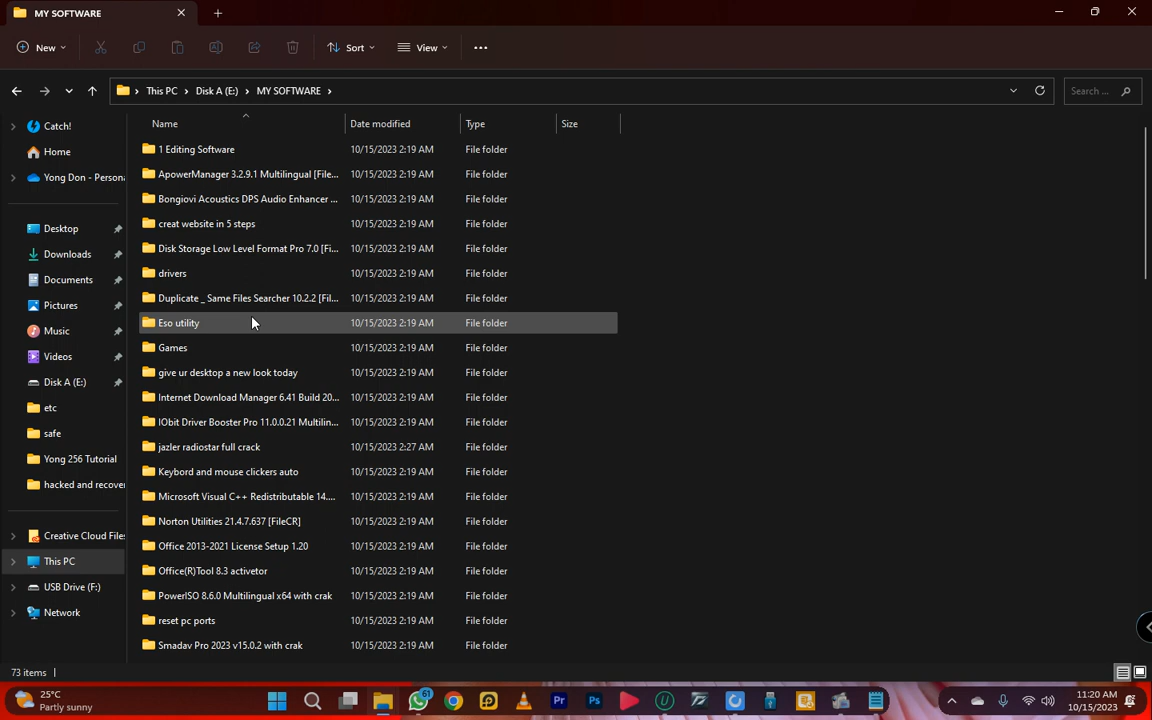 MY SOFTWARE
New
Sort
View
This PC
Disk A (E:)
MY SOFTWARE
Search ...
Name
Date modified
Type
Size
Catch!
Home
Yong Don - Persona
Desktop
Downloads
Documents
Pictures
Music
Videos
Disk A (E:)
etc
safe
Yong 256 Tutorial
hacked and recover
Creative Cloud Files
This PC
USB Drive (F:)
Network
1 Editing Software 10/15/2023 2:19 AM File folder
ApowerManager 3.2.9.1 Multilingual [File... 10/15/2023 2:19 AM File folder
Bongiovi Acoustics DPS Audio Enhancer ... 10/15/2023 2:19 AM File folder
creat website in 5 steps 10/15/2023 2:19 AM File folder
Disk Storage Low Level Format Pro 7.0 [Fi... 10/15/2023 2:19 AM File folder
drivers 10/15/2023 2:19 AM File folder
Duplicate _ Same Files Searcher 10.2.2 [Fil... 10/15/2023 2:19 AM File folder
Eso utility 10/15/2023 2:19 AM File folder
Games 10/15/2023 2:19 AM File folder
give ur desktop a new look today 10/15/2023 2:19 AM File folder
Internet Download Manager 6.41 Build 20... 10/15/2023 2:19 AM File folder
IObit Driver Booster Pro 11.0.0.21 Multilin... 10/15/2023 2:19 AM File folder
jazler radiostar full crack 10/15/2023 2:27 AM File folder
Keybord and mouse clickers auto 10/15/2023 2:19 AM File folder
Microsoft Visual C++ Redistributable 14.... 10/15/2023 2:19 AM File folder
Norton Utilities 21.4.7.637 [FileCR] 10/15/2023 2:19 AM File folder
Office 2013-2021 License Setup 1.20 10/15/2023 2:19 AM File folder
Office(R)Tool 8.3 activetor 10/15/2023 2:19 AM File folder
PowerISO 8.6.0 Multilingual x64 with crak 10/15/2023 2:19 AM File folder
reset pc ports 10/15/2023 2:19 AM File folder
Smadav Pro 2023 v15.0.2 with crak 10/15/2023 2:19 AM File folder
73 items
25°C
Partly sunny
61
Pr
Ps
11:20 AM
10/15/2023